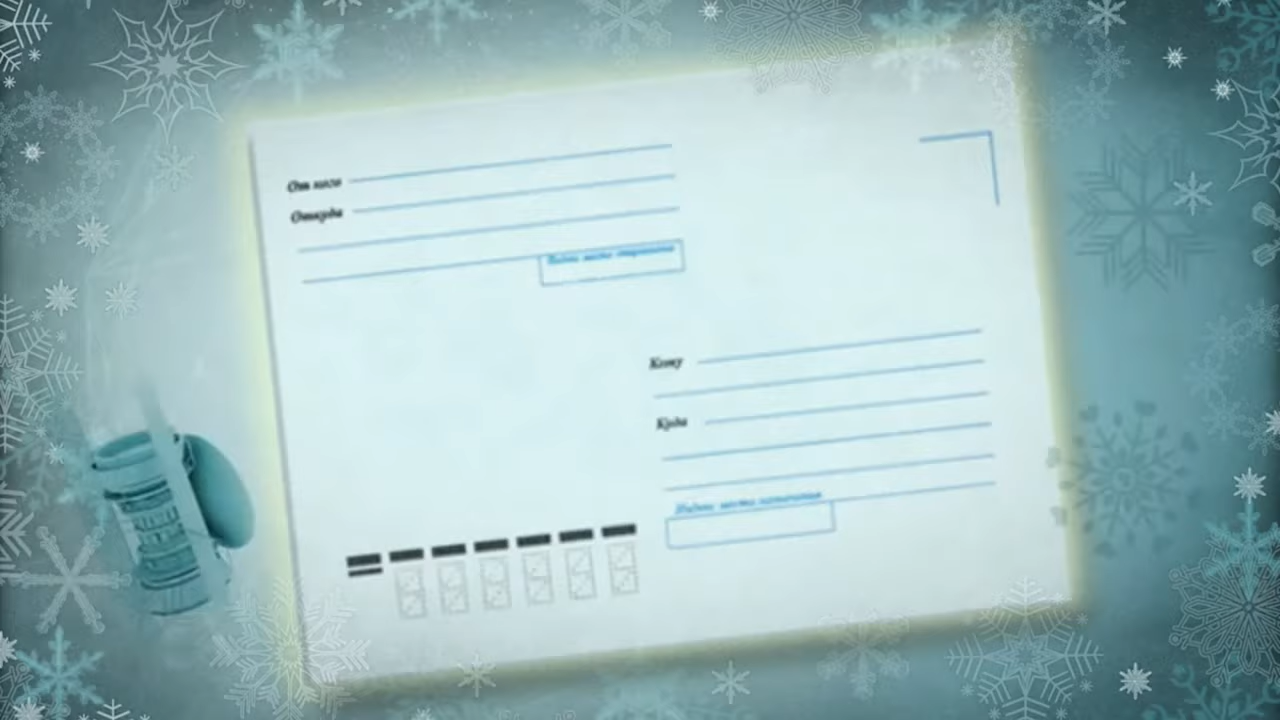 От кого
Откуда
Индекс места отправления
Кому
Куда
Индекс места назначения